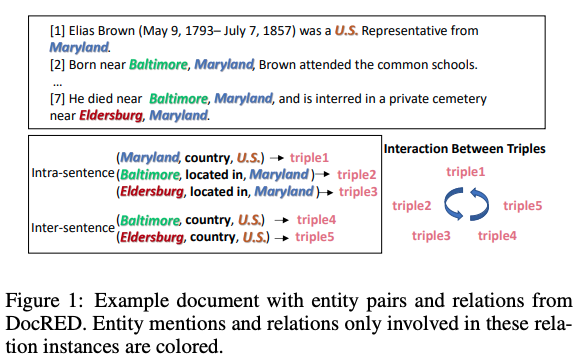 [1] Elias Brown (May 9, 1793– July 7, 1857) was a U.S. Representative from
Maryland.
[2] Born near Baltimore, Maryland, Brown attended the common schools.
...
[7] He died near Baltimore, Maryland, and is interred in a private cemetery
near Eldersburg, Maryland.
(Maryland, country, U.S.) → triple1
Intra-sentence (Baltimore, located in, Maryland )→ triple2
(Eldersburg, located in, Maryland )→ triple3
Inter-sentence (Baltimore, country, U.S.) → triple4
(Eldersburg, country, U.S.) → triple5
Interaction Between Triples
triple1
triple2 triple5
triple3 triple4
Figure 1: Example document with entity pairs and relations from
DocRED. Entity mentions and relations only involved in these rela-
tion instances are colored.